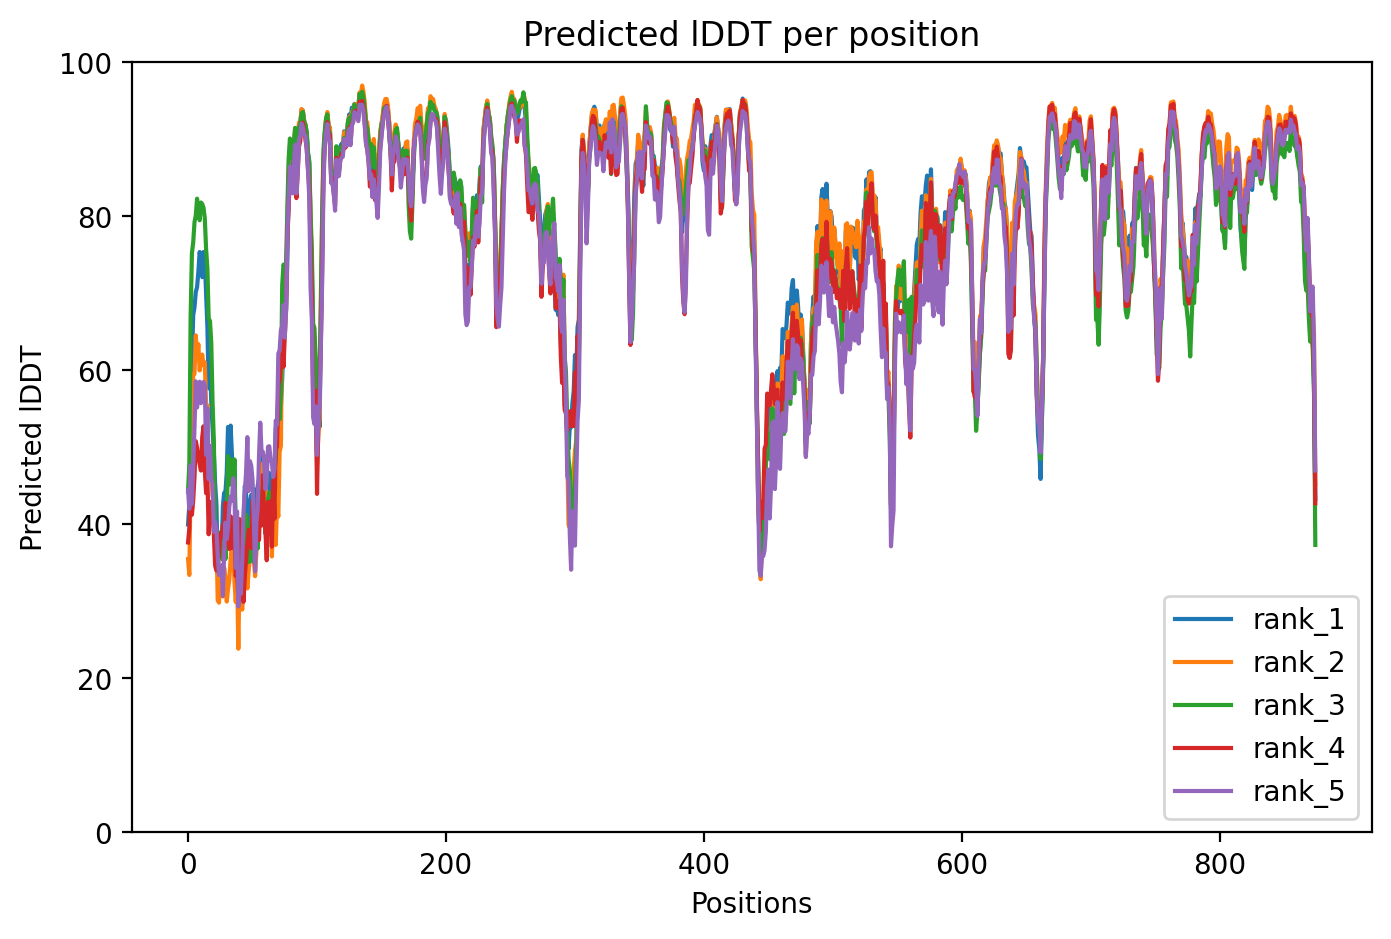 Predicted lDDT per position
100
80
60
40
20
0
Predicted lDDT
0 200 400 600 800
Positions
rank_1
rank_2
rank_3
rank_4
rank_5